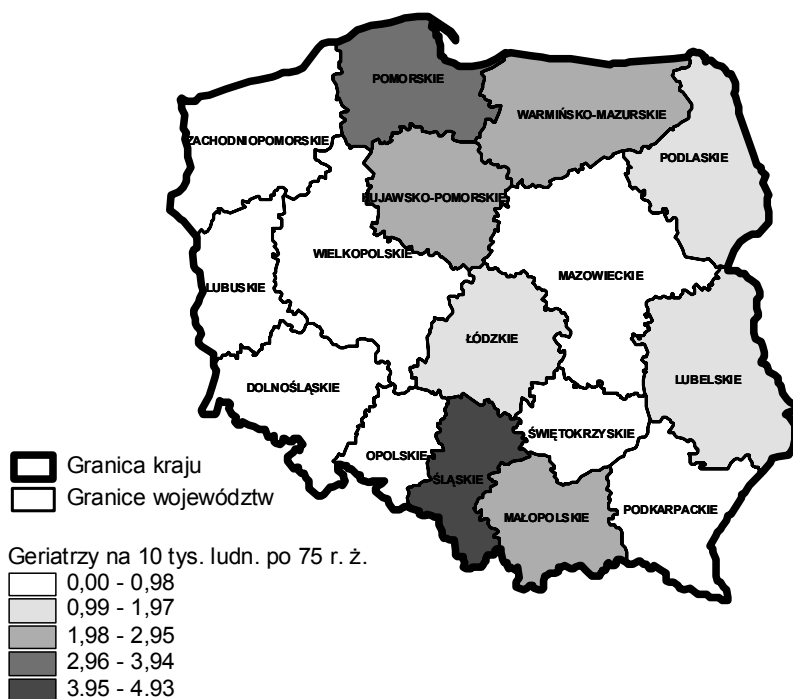 POMORSKIE
WARMIŃSKO-MAZURSKIE
ZACHODNIOPOMORSKIE
PODLASKIE
KUJAWSKO-POMORSKIE
WIELKOPOLSKIE
MAZOWIECKIE
LUBUSKIE
ŁÓDZKIE
LUBELSKIE
DOLNOŚLĄSKIE
ŚWIĘTOKRZYSKIE
OPOLSKIE
ŚLĄSKIE
PODKARPACKIE
MAŁOPOLSKIE
Granica kraju
Granice województw
Geriatrzy na 10 tys. ludn. po 75 r. ż.
0,00 - 0,98
0,99 - 1,97
1,98 - 2,95
2,96 - 3,94
3,95 - 4,93